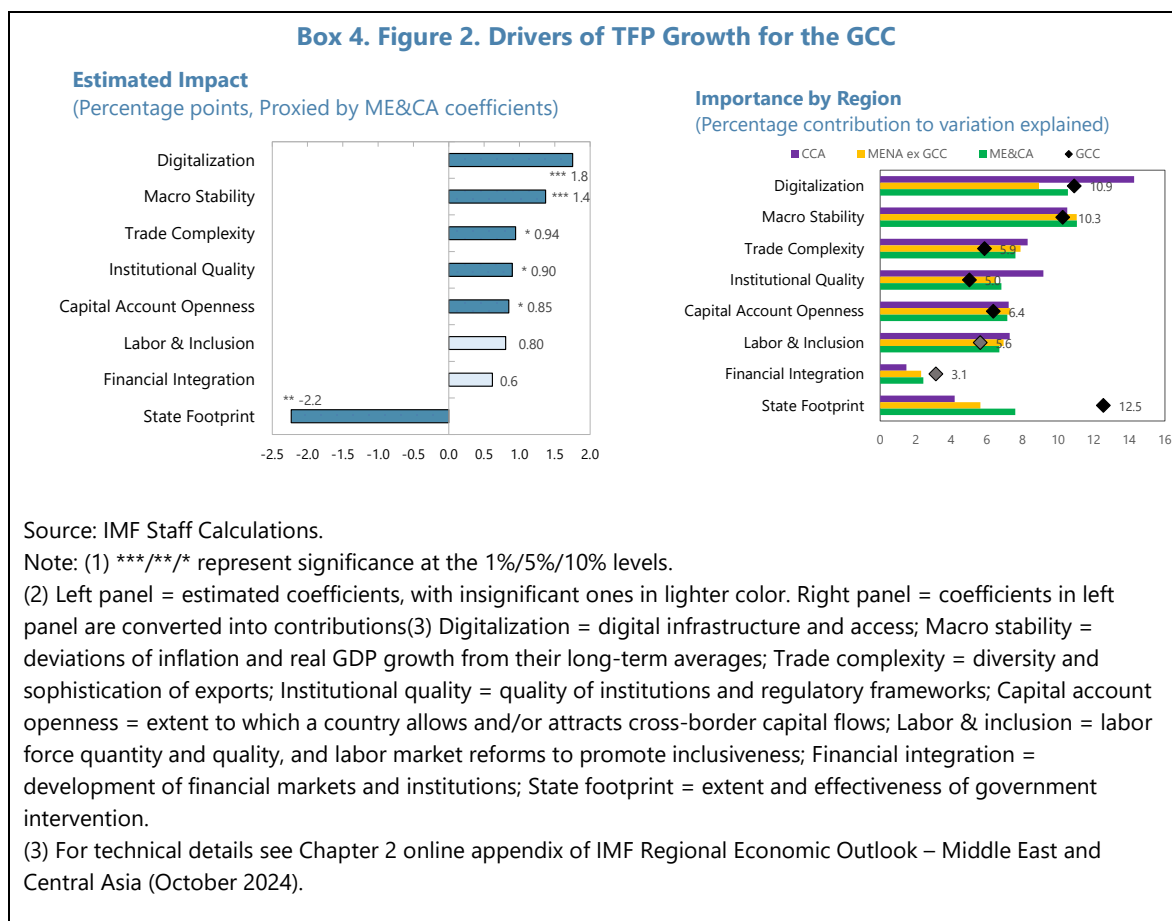 Box 4. Figure 2. Drivers of TFP Growth for the GCC
Estimated Impact
(Percentage points, Proxied by ME&CA coefficients)
Digitalization
*** 1.8
Macro Stability
*** 1.4
Trade Complexity
* 0.94
Institutional Quality
* 0.90
Capital Account Openness
* 0.85
Labor & Inclusion
0.80
Financial Integration
0.6
State Footprint
** -2.2
-2.5 -2.0 -1.5 -1.0 -0.5 0.0 0.5 1.0 1.5 2.0
Importance by Region
(Percentage contribution to variation explained)
CCA MENA ex GCC ME&CA GCC
Digitalization
10.9
Macro Stability
10.3
Trade Complexity
5.9
Institutional Quality
5.0
Capital Account Openness
6.4
Labor & Inclusion
5.6
Financial Integration
3.1
State Footprint
12.5
0 2 4 6 8 10 12 14 16
Source: IMF Staff Calculations.
Note: (1) ***/**/* represent significance at the 1%/5%/10% levels.
(2) Left panel = estimated coefficients, with insignificant ones in lighter color. Right panel = coefficients in left
panel are converted into contributions(3) Digitalization = digital infrastructure and access; Macro stability =
deviations of inflation and real GDP growth from their long-term averages; Trade complexity = diversity and
sophistication of exports; Institutional quality = quality of institutions and regulatory frameworks; Capital account
openness = extent to which a country allows and/or attracts cross-border capital flows; Labor & inclusion = labor
force quantity and quality, and labor market reforms to promote inclusiveness; Financial integration =
development of financial markets and institutions; State footprint = extent and effectiveness of government
intervention.
(3) For technical details see Chapter 2 online appendix of IMF Regional Economic Outlook – Middle East and
Central Asia (October 2024).